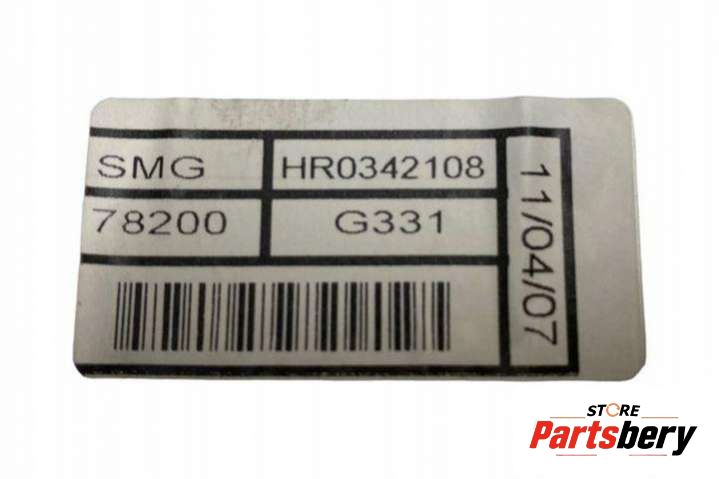 SMG HR0342108
78200 G331
11/04/07
STORE
Partsbery